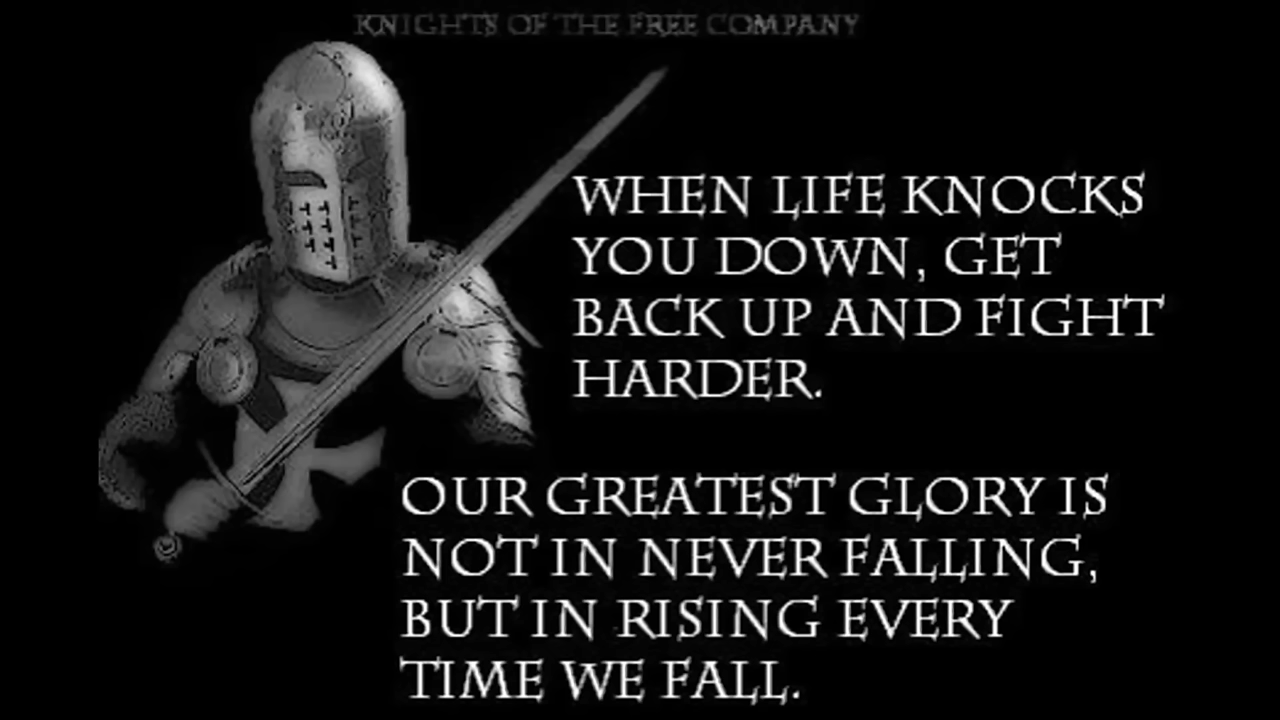 KNIGHTS OF THE FREE COMPANY
WHEN LIFE KNOCKS
YOU DOWN, GET
BACK UP AND FIGHT
HARDER.
OUR GREATEST GLORY IS
NOT IN NEVER FALLING,
BUT IN RISING EVERY
TIME WE FALL.